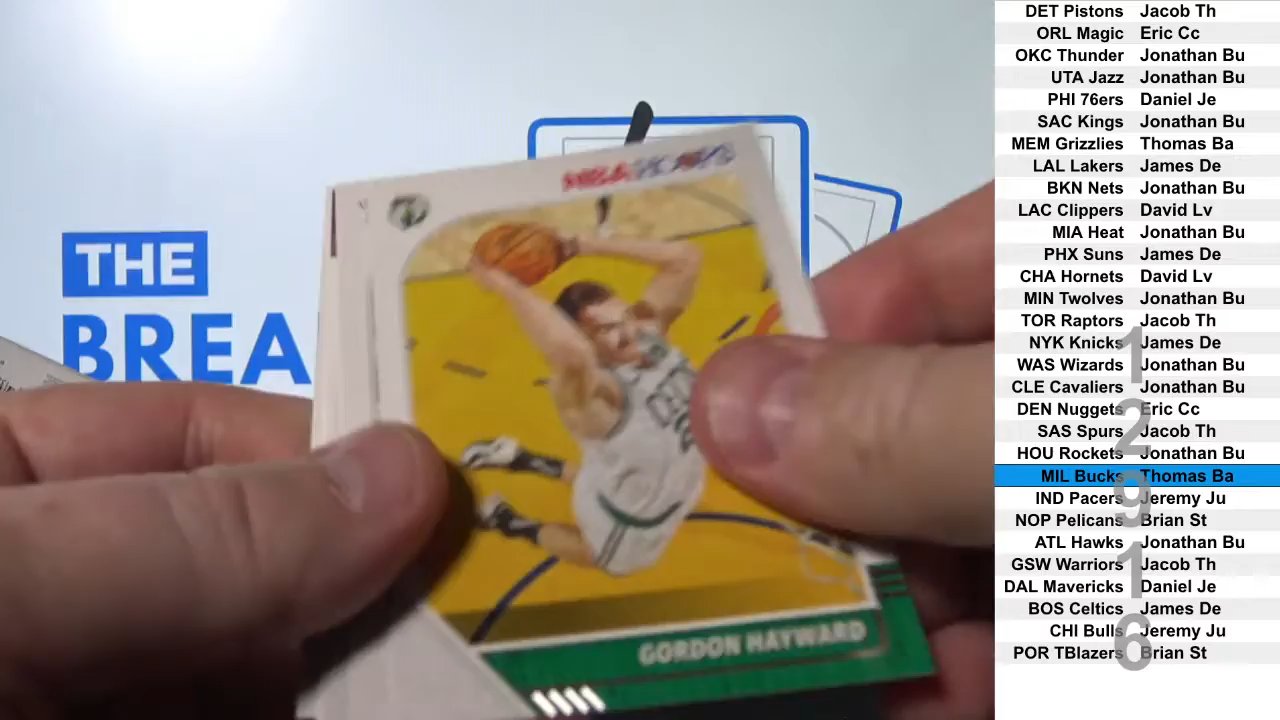 THE
BREA
NBA HOOPS
GORDON HAYWARD
DET Pistons Jacob Th
ORL Magic Eric Cc
OKC Thunder Jonathan Bu
UTA Jazz Jonathan Bu
PHI 76ers Daniel Je
SAC Kings Jonathan Bu
MEM Grizzlies Thomas Ba
LAL Lakers James De
BKN Nets Jonathan Bu
LAC Clippers David Lv
MIA Heat Jonathan Bu
PHX Suns James De
CHA Hornets David Lv
MIN Twolves Jonathan Bu
TOR Raptors Jacob Th
NYK Knicks James De
WAS Wizards Jonathan Bu
CLE Cavaliers Jonathan Bu
DEN Nuggets Eric Cc
SAS Spurs Jacob Th
HOU Rockets Jonathan Bu
MIL Bucks Thomas Ba
IND Pacers Jeremy Ju
NOP Pelicans Brian St
ATL Hawks Jonathan Bu
GSW Warriors Jacob Th
DAL Mavericks Daniel Je
BOS Celtics James De
CHI Bulls Jeremy Ju
POR TBlazers Brian St
1
2
9
1
6